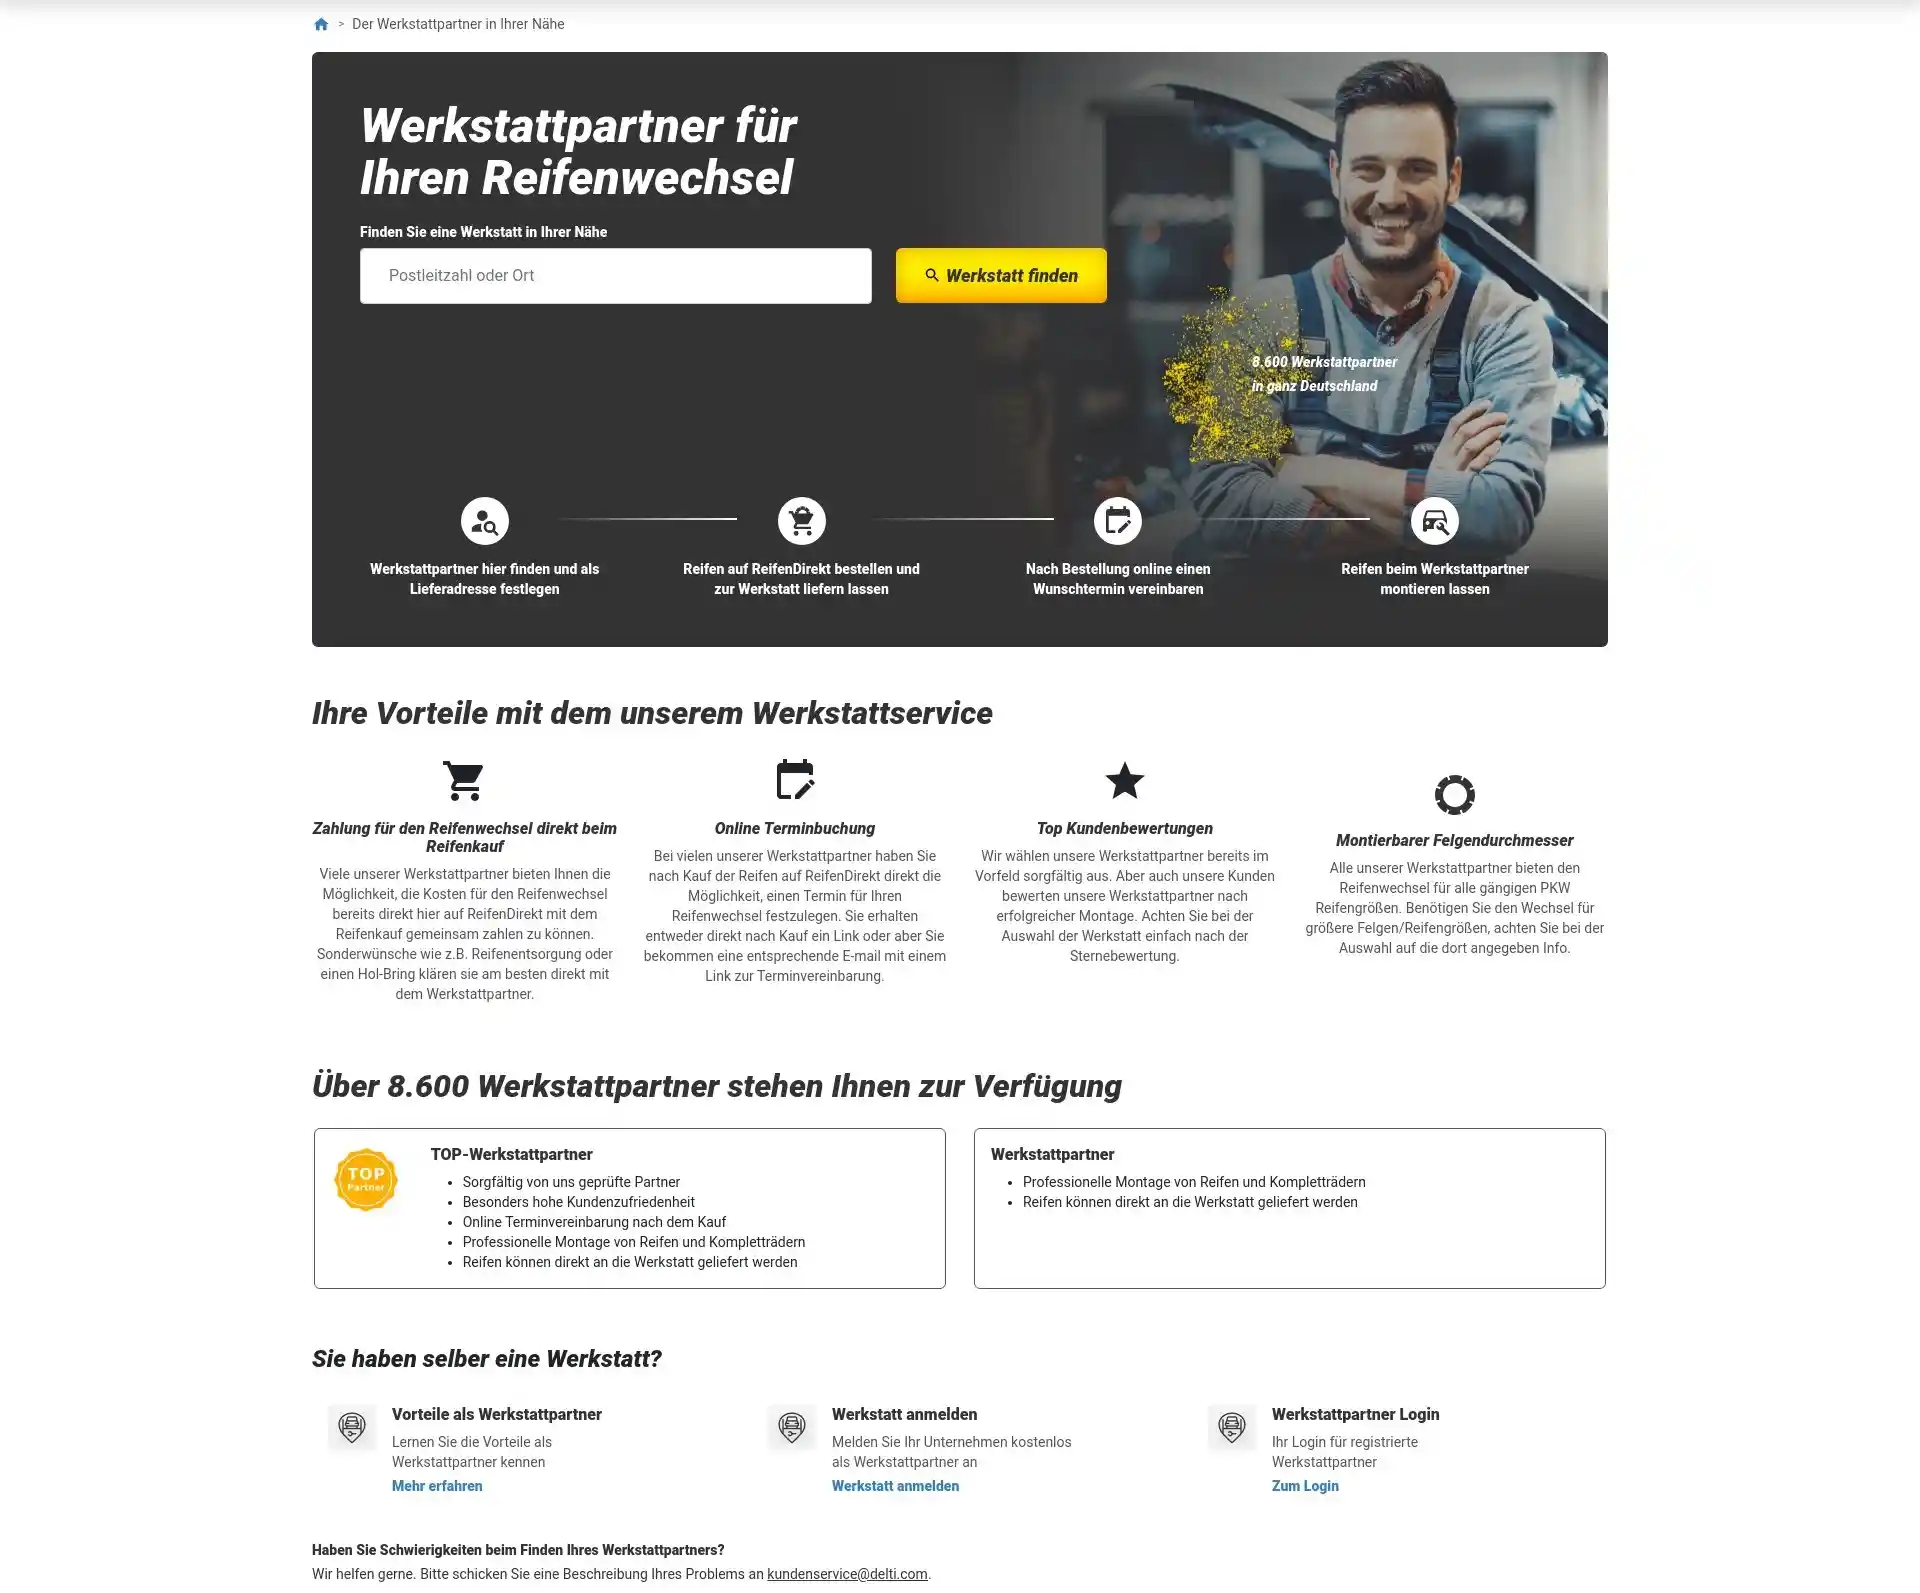 > Der Werkstattpartner in Ihrer Nähe
Werkstattpartner für
Ihren Reifenwechsel
Finden Sie eine Werkstatt in Ihrer Nähe
Postleitzahl oder Ort
Werkstatt finden
8.600 Werkstattpartner
in ganz Deutschland
Werkstattpartner hier finden und als
Lieferadresse festlegen
Reifen auf ReifenDirekt bestellen und
zur Werkstatt liefern lassen
Nach Bestellung online einen
Wunschtermin vereinbaren
Reifen beim Werkstattpartner
montieren lassen
Ihre Vorteile mit dem unserem Werkstattservice
Zahlung für den Reifenwechsel direkt beim
Reifenkauf
Viele unserer Werkstattpartner bieten Ihnen die
Möglichkeit, die Kosten für den Reifenwechsel
bereits direkt hier auf ReifenDirekt mit dem
Reifenkauf gemeinsam zahlen zu können.
Sonderwünsche wie z.B. Reifenentsorgung oder
einen Hol-Bring klären sie am besten direkt mit
dem Werkstattpartner.
Online Terminbuchung
Bei vielen unserer Werkstattpartner haben Sie
nach Kauf der Reifen auf ReifenDirekt direkt die
Möglichkeit, einen Termin für Ihren
Reifenwechsel festzulegen. Sie erhalten
entweder direkt nach Kauf ein Link oder aber Sie
bekommen eine entsprechende E-mail mit einem
Link zur Terminvereinbarung.
Top Kundenbewertungen
Wir wählen unsere Werkstattpartner bereits im
Vorfeld sorgfältig aus. Aber auch unsere Kunden
bewerten unsere Werkstattpartner nach
erfolgreicher Montage. Achten Sie bei der
Auswahl der Werkstatt einfach nach der
Sternebewertung.
Montierbarer Felgendurchmesser
Alle unserer Werkstattpartner bieten den
Reifenwechsel für alle gängigen PKW
Reifengrößen. Benötigen Sie den Wechsel für
größere Felgen/Reifengrößen, achten Sie bei der
Auswahl auf die dort angegeben Info.
Über 8.600 Werkstattpartner stehen Ihnen zur Verfügung
TOP
Partner
TOP-Werkstattpartner
• Sorgfältig von uns geprüfte Partner
• Besonders hohe Kundenzufriedenheit
• Online Terminvereinbarung nach dem Kauf
• Professionelle Montage von Reifen und Kompletträdern
• Reifen können direkt an die Werkstatt geliefert werden
Werkstattpartner
• Professionelle Montage von Reifen und Kompletträdern
• Reifen können direkt an die Werkstatt geliefert werden
Sie haben selber eine Werkstatt?
Vorteile als Werkstattpartner
Lernen Sie die Vorteile als
Werkstattpartner kennen
Mehr erfahren
Werkstatt anmelden
Melden Sie Ihr Unternehmen kostenlos
als Werkstattpartner an
Werkstatt anmelden
Werkstattpartner Login
Ihr Login für registrierte
Werkstattpartner
Zum Login
Haben Sie Schwierigkeiten beim Finden Ihres Werkstattpartners?
Wir helfen gerne. Bitte schicken Sie eine Beschreibung Ihres Problems an kundenservice@delti.com.